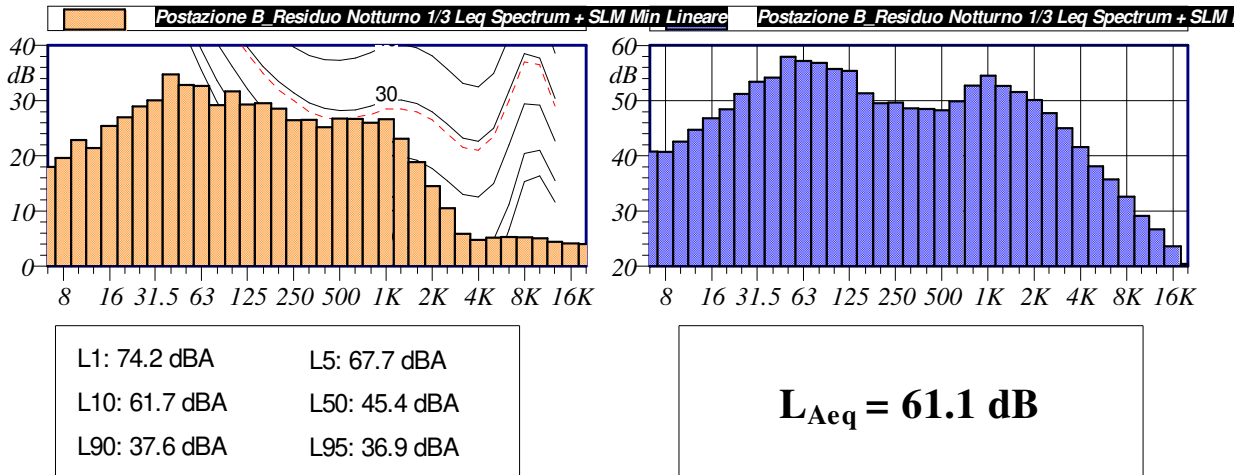 Postazione B_Residuo Notturno 1/3 Leq Spectrum + SLM Min Lineare
Postazione B_Residuo Notturno 1/3 Leq Spectrum + SLM
40
dB
30
20
10
0
30
8 16 31.5 63 125 250 500 1K 2K 4K 8K 16K
60
dB
50
40
30
20
8 16 31.5 63 125 250 500 1K 2K 4K 8K 16K
L1: 74.2 dBA L5: 67.7 dBA
L10: 61.7 dBA L50: 45.4 dBA
L90: 37.6 dBA L95: 36.9 dBA
LAeq = 61.1 dB